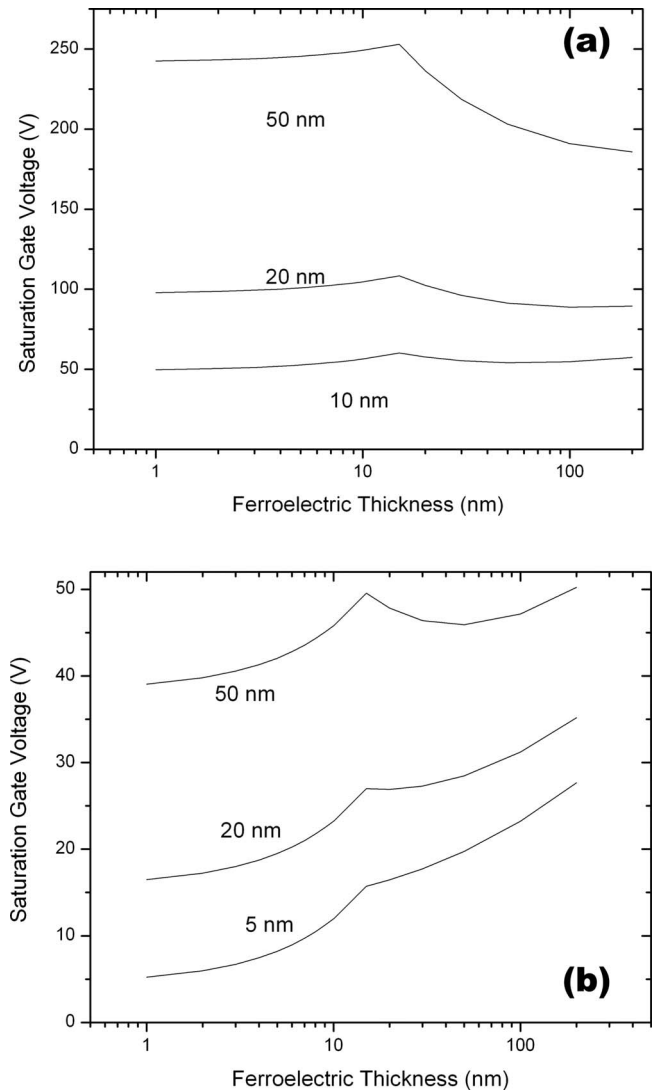 (a)
250
200
150
100
50
0
Saturation Gate Voltage (V)
50 nm
20 nm
10 nm
1
10
100
Ferroelectric Thickness (nm)
50
40
30
20
10
0
Saturation Gate Voltage (V)
50 nm
20 nm
5 nm
(b)
1
10
100
Ferroelectric Thickness (nm)